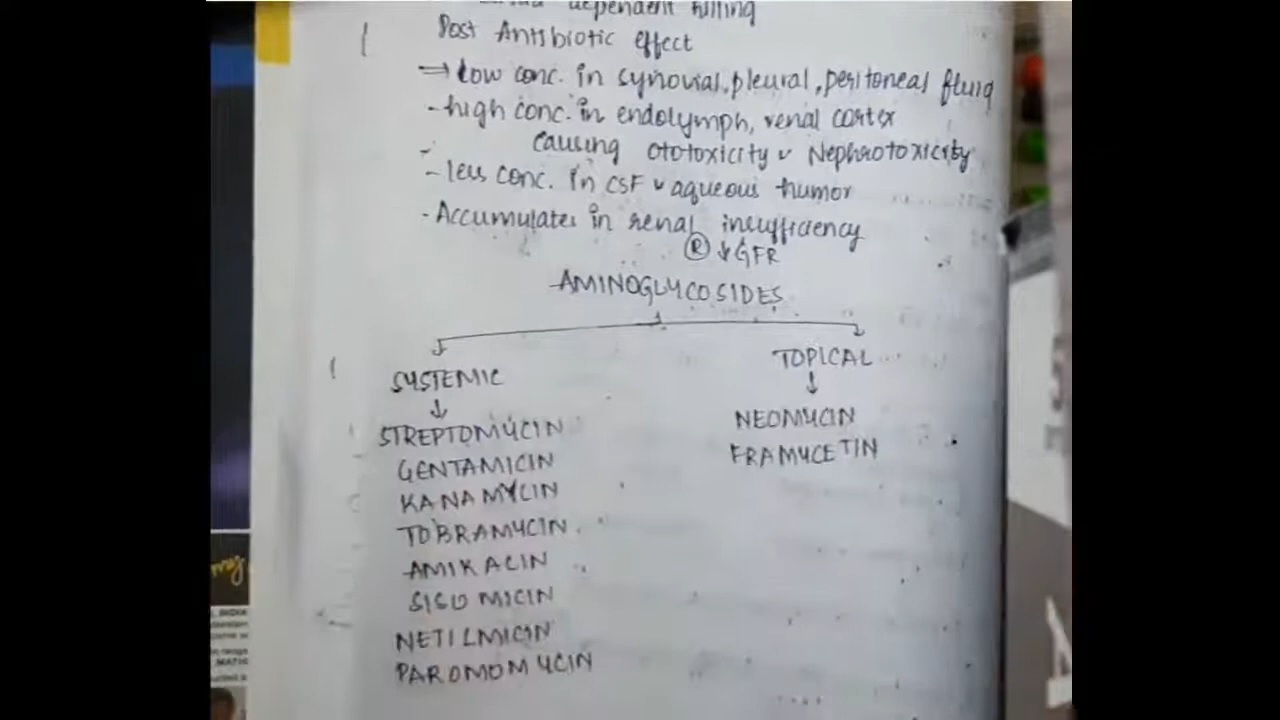 dependent killing
Post Antibiotic effect
→ low conc. in synovial, pleural, peritoneal fluid
- high conc. in endolymph, renal cortex
causing ototoxicity & Nephrotoxicity
- less conc. in CSF & aqueous humor
- Accumulates in renal insufficiency
Ⓡ ↓GFR
AMINOGLYCOSIDES
SYSTEMIC
TOPICAL
STREPTOMYCIN
GENTAMICIN
KANAMYCIN
TOBRAMYCIN
AMIKACIN
SISOMICIN
NETILMICIN
PAROMOMYCIN
NEOMYCIN
FRAMYCETIN